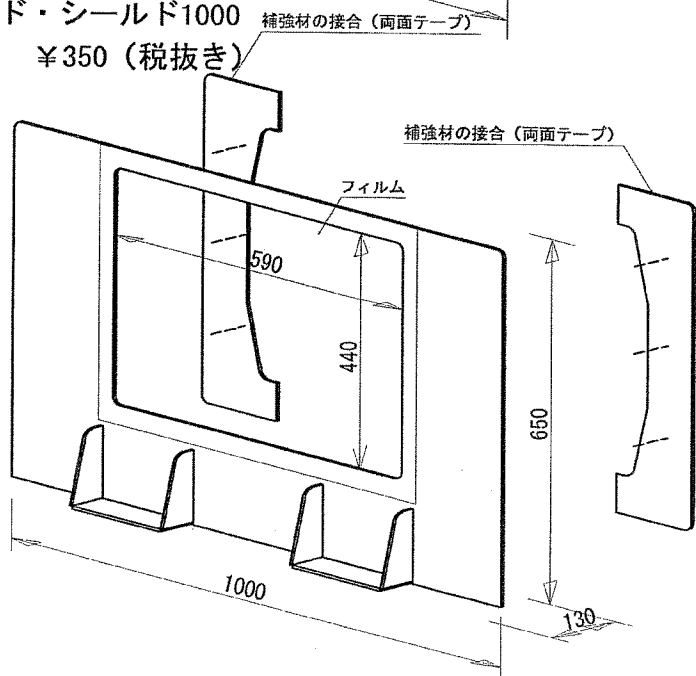 ド・シールド1000
￥350（税抜き）
補強材の接合（両面テープ）
補強材の接合（両面テープ）
フィルム
590
440
650
1000
130